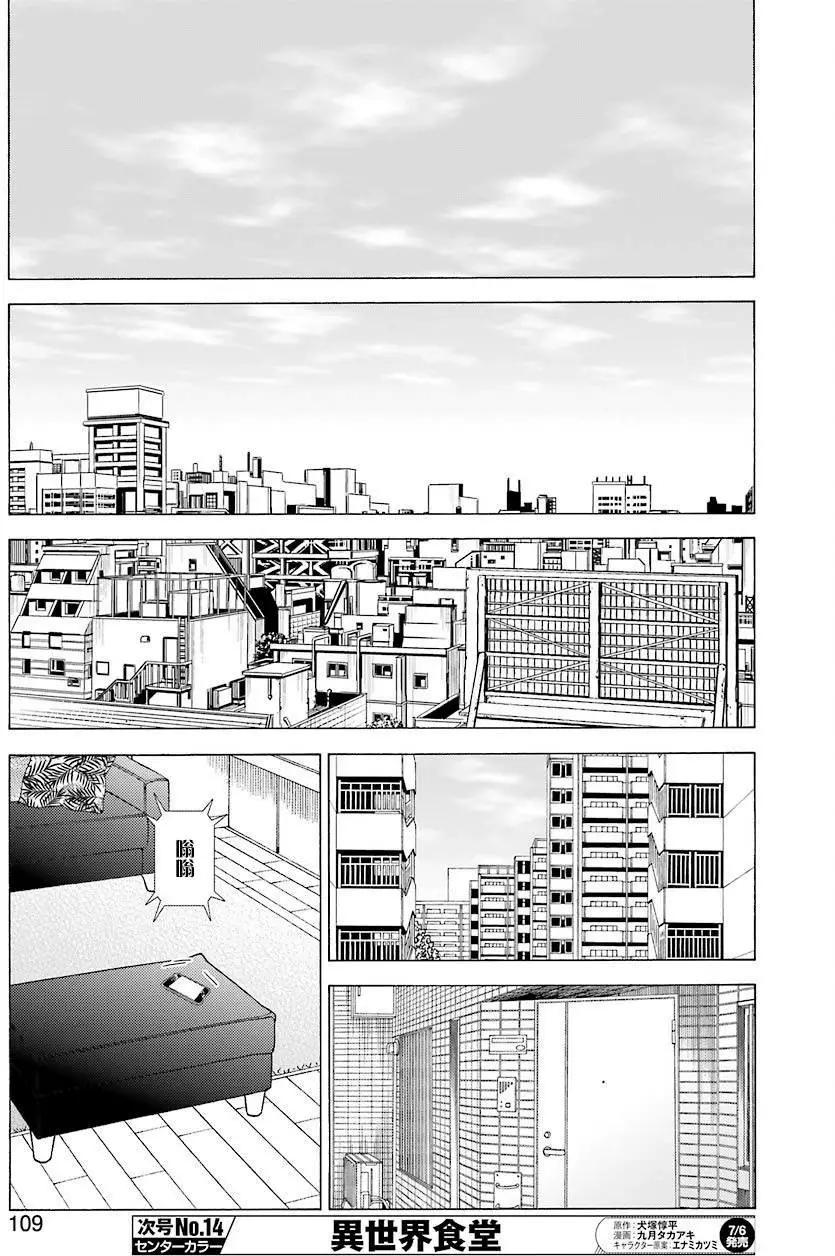 嗡嗡
109
次号No.14
センターカラー
異世界食堂
原作:犬塚惇平
漫画:九月タカアキ
キャラクター原案:エナミカツミ
7/6
発売